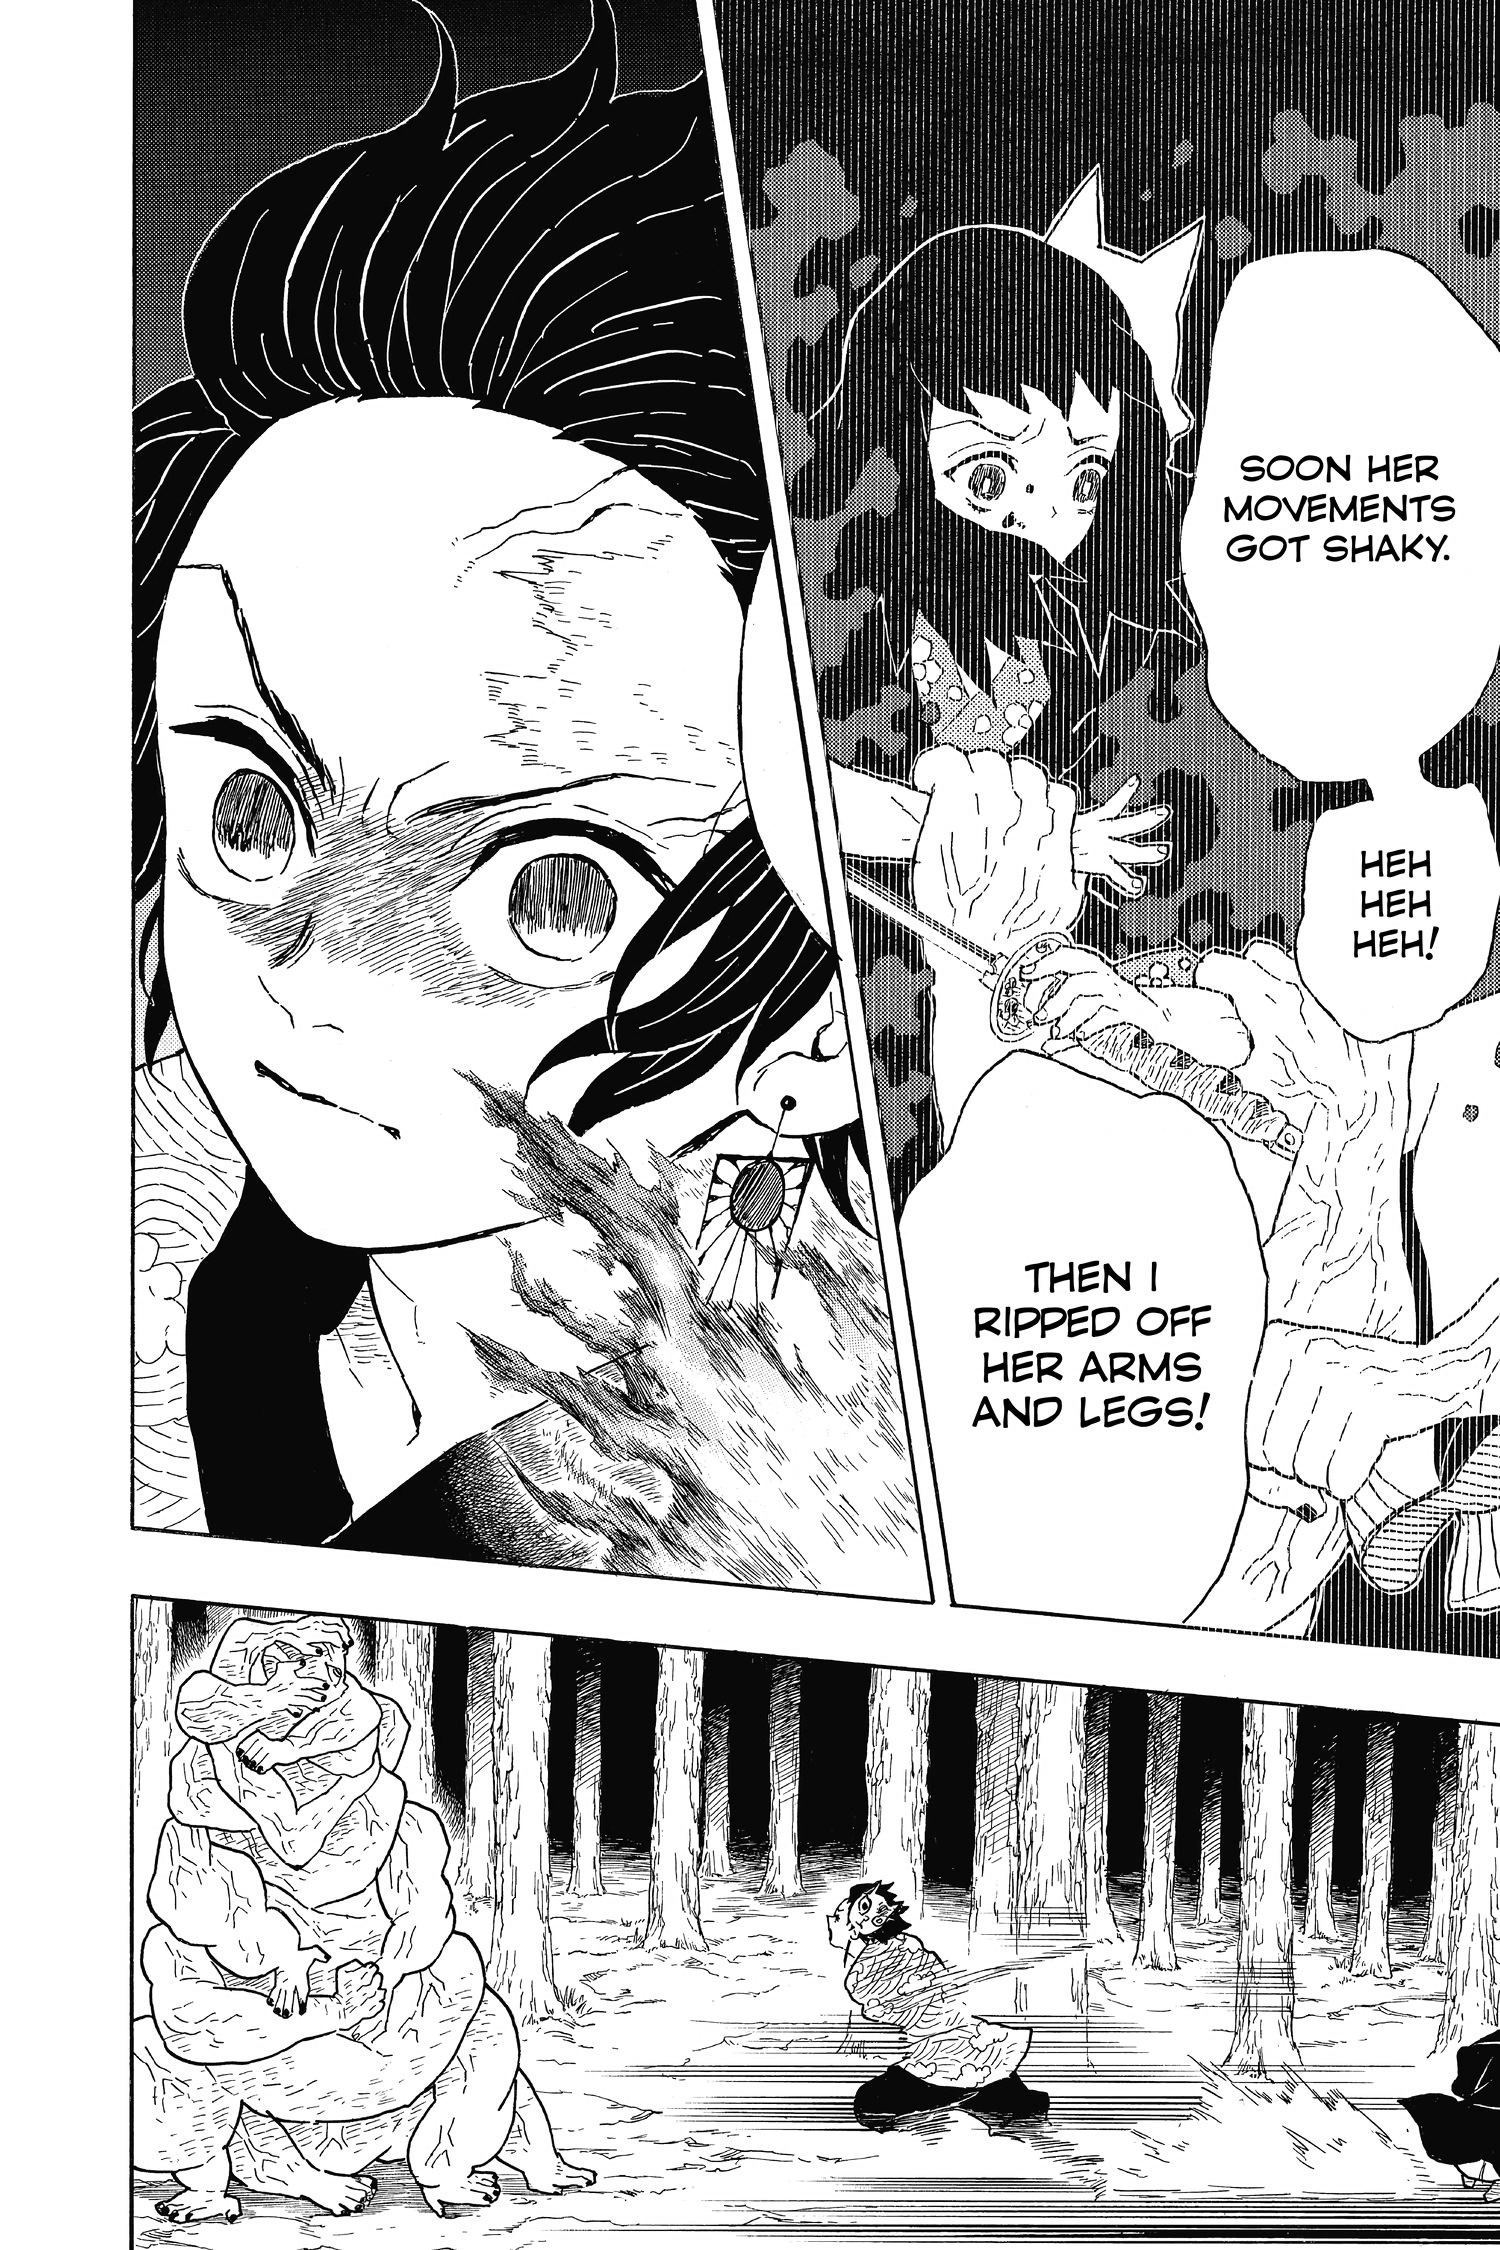 SOON HER
MOVEMENTS
GOT SHAKY.
HEH
HEH
HEH!
THEN I
RIPPED OFF
HER ARMS
AND LEGS!